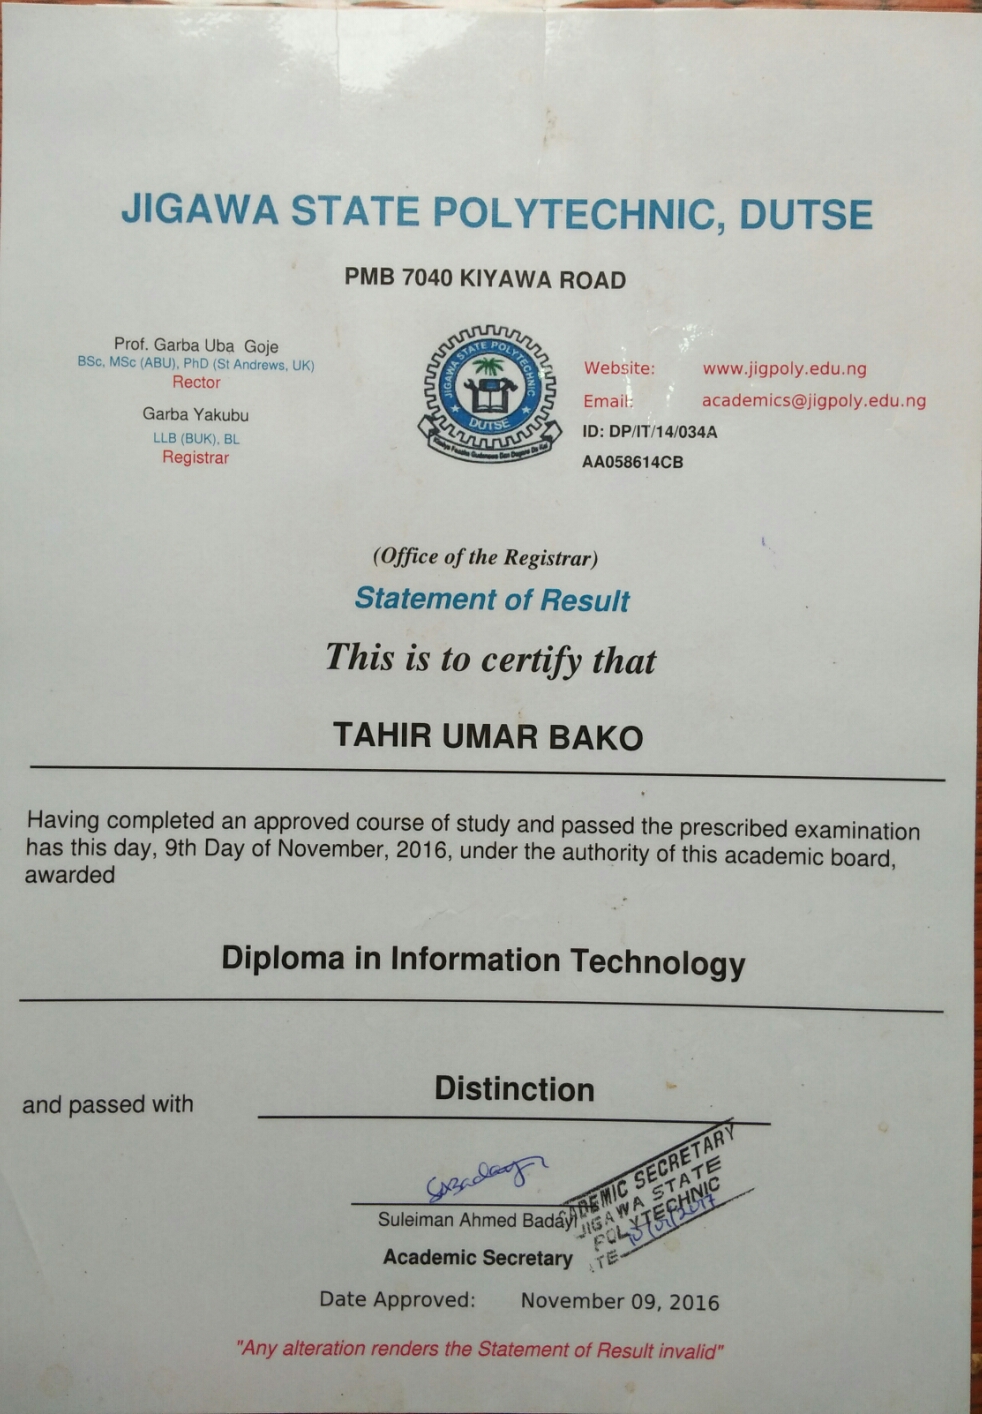 JIGAWA STATE POLYTECHNIC, DUTSE
PMB 7040 KIYAWA ROAD
Prof. Garba Uba Goje
BSc, MSc (ABU), PhD (St Andrews, UK)
Rector
Garba Yakubu
LLB (BUK), BL
Registrar
JIGAWA STATE POLYTECHNIC
DUTSE
Website: www.jigpoly.edu.ng
Email: academics@jigpoly.edu.ng
ID: DP/IT/14/034A
AA058614CB
(Office of the Registrar)
Statement of Result
This is to certify that
TAHIR UMAR BAKO
Having completed an approved course of study and passed the prescribed examination
has this day, 9th Day of November, 2016, under the authority of this academic board,
awarded
Diploma in Information Technology
and passed with Distinction
Suleiman Ahmed Badayi
Academic Secretary
ADEMIC SECRETARY
JIGAWA STATE
POLYTECHNIC
TE
Date Approved: November 09, 2016
"Any alteration renders the Statement of Result invalid"